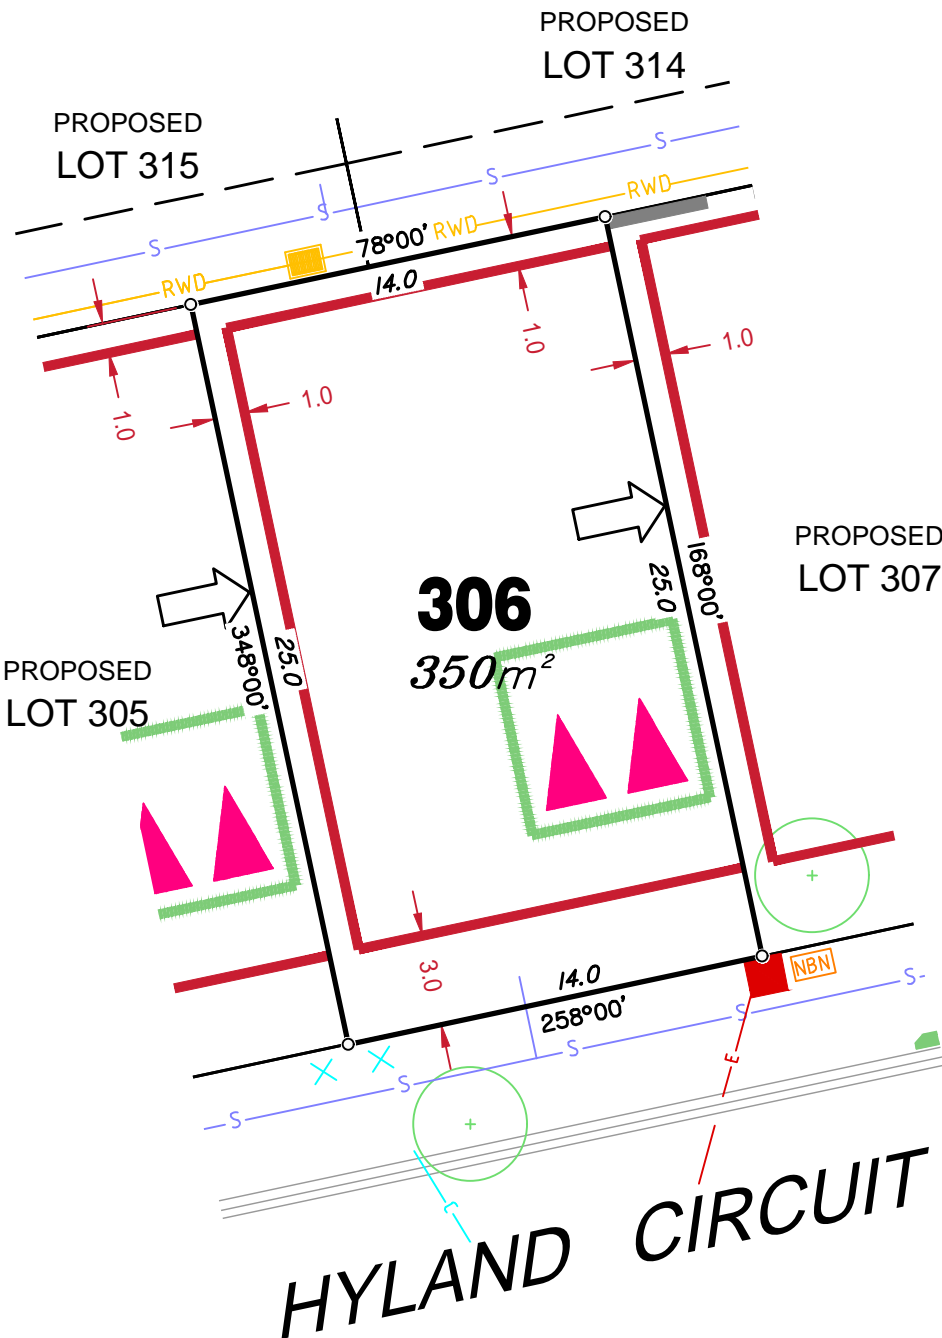 PROPOSED
LOT 314
PROPOSED
LOT 315
S
S
S
S
RWD
RWD
RWD
78°00'
14.0
1.0
1.0
1.0
1.0
PROPOSED
LOT 307
168°00'
25.0
306
350m²
348°00'
25.0
PROPOSED
LOT 305
3.0
14.0
258°00'
NBN
S
S
S
S
S
E
HYLAND CIRCUIT